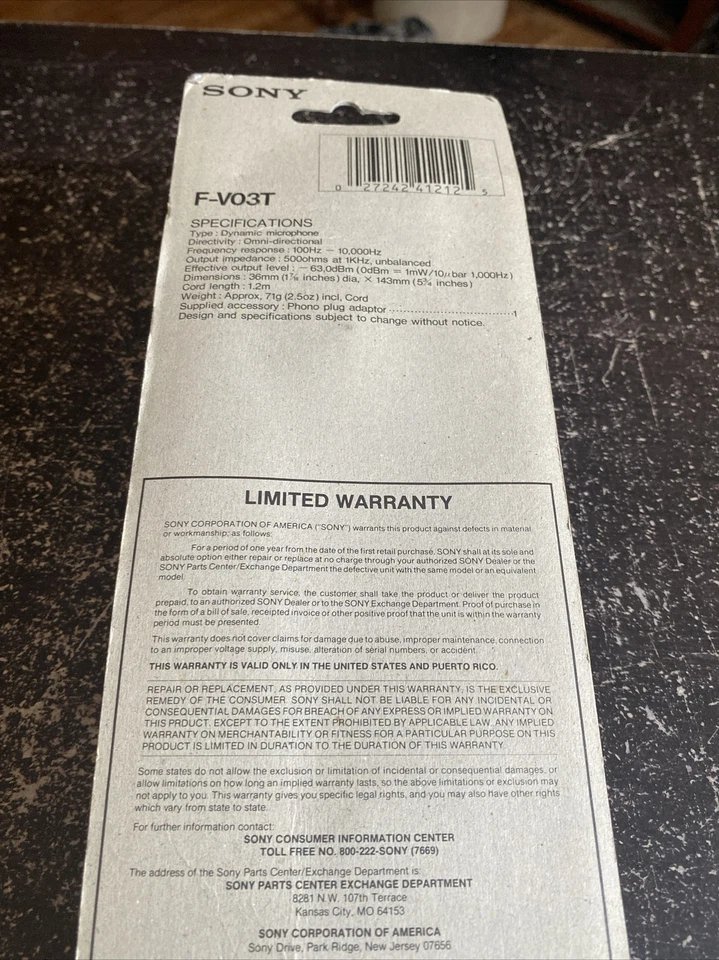 SONY
0 27242 41212 5
F-V03T
SPECIFICATIONS
Type : Dynamic microphone
Directivity : Omni-directional
Frequency response : 100Hz – 10,000Hz
Output impedance : 500ohms at 1KHz, unbalanced
Effective output level : – 63.0dBm (0dBm = 1mW/10μbar 1,000Hz)
Dimensions : 36mm (1⅞ inches) dia. × 143mm (5¾ inches)
Cord length : 1.2m
Weight : Approx, 71g (2.5oz) incl, Cord
Supplied accessory : Phono plug adaptor ........................1
Design and specifications subject to change without notice.
LIMITED WARRANTY
SONY CORPORATION OF AMERICA ("SONY") warrants this product against defects in material
or workmanship; as follows:
For a period of one year from the date of the first retail purchase, SONY shall at its sole and
absolute option either repair or replace at no charge through your authorized SONY Dealer or the
SONY Parts Center/Exchange Department the defective unit with the same model or an equivalent
model.
To obtain warranty service, the customer shall take the product or deliver the product
prepaid, to an authorized SONY Dealer or to the SONY Exchange Department. Proof of purchase in
the form of a bill of sale, receipted invoice or other positive proof that the unit is within the warranty
period must be presented.
This warranty does not cover claims for damage due to abuse, improper maintenance, connection
to an improper voltage supply, misuse, alteration of serial numbers, or accident.
THIS WARRANTY IS VALID ONLY IN THE UNITED STATES AND PUERTO RICO.
REPAIR OR REPLACEMENT, AS PROVIDED UNDER THIS WARRANTY, IS THE EXCLUSIVE
REMEDY OF THE CONSUMER. SONY SHALL NOT BE LIABLE FOR ANY INCIDENTAL OR
CONSEQUENTIAL DAMAGES FOR BREACH OF ANY EXPRESS OR IMPLIED WARRANTY ON
THIS PRDUCT. EXCEPT TO THE EXTENT PROHIBITED BY APPLICABLE LAW, ANY IMPLIED
WARRANTY ON MERCHANTABILITY OR FITNESS FOR A PARTICULAR PURPOSE ON THIS
PRODUCT IS LIMITED IN DURATION TO THE DURATION OF THIS WARRANTY.
Some states do not allow the exclusion or limitation of incidental or consequential damages, or
allow limitations on how long an implied warranty lasts, so the above limitations or exclusion may
not apply to you. This warranty gives you specific legal rights, and you may also have other rights
which vary from state to state.
For further information contact:
SONY CONSUMER INFORMATION CENTER
TOLL FREE NO. 800-222-SONY (7669)
The address of the Sony Parts Center/Exchange Department is:
SONY PARTS CENTER EXCHANGE DEPARTMENT
8281 N.W. 107th Terrace
Kansas City, MO 64153
SONY CORPORATION OF AMERICA
Sony Drive, Park Ridge, New Jersey 07656